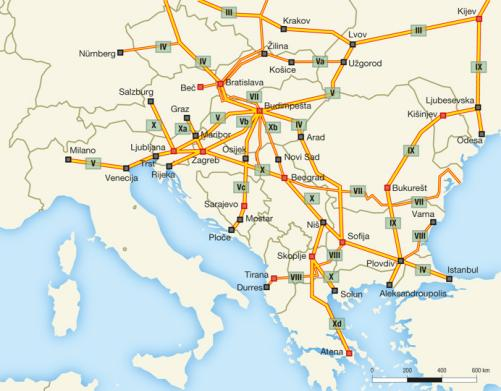 III
Krakov
Kijev
III
IV
Lvov
Nürnberg
IV
Žilina
Košice
Va
Užgorod
IX
Beč
Bratislava
Salzburg
VII
V
Budimpešta
Ljubesevska
Graz
Kišinjev
X
Xa
V
Vb
Xb
IV
Odesa
Maribor
Arad
Milano
Ljubljana
Osijek
IX
V
Trst
Zagreb
Novi Sad
Venecija
Rijeka
X
Beograd
Vc
VII
Bukurešt
Sarajevo
VII
Mostar
X
Varna
Ploče
Niš
IX
Sofija
VIII
Skoplje
VIII
Plovdiv
Tirana
VIII
X
IV
Istanbul
Durres
Solun
Aleksandroupolis
Xd
Atena
0 200 400 600 km